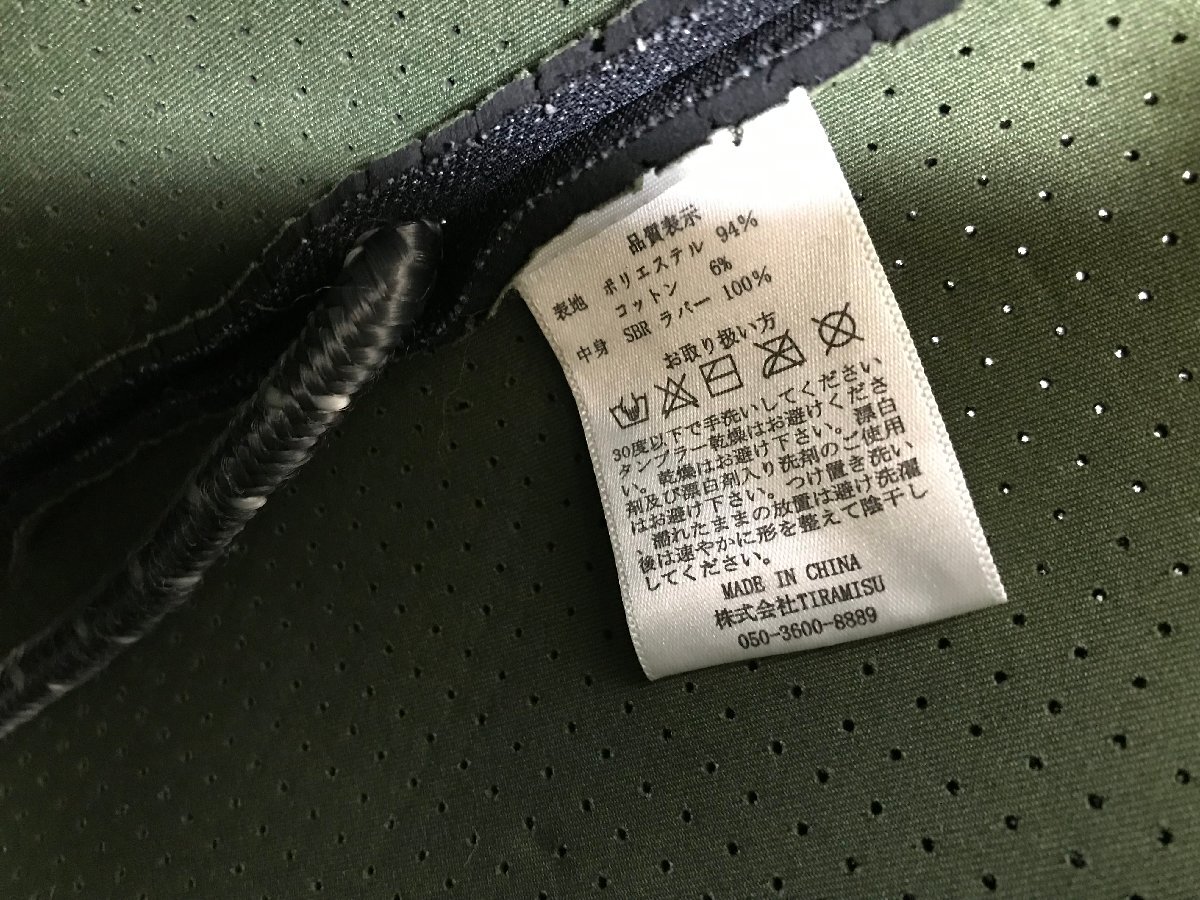 品質表示
表地 ポリエステル 94%
コットン 6%
中身 SBR ラバー 100%
お取り扱い方
30度以下で手洗いしてください
タンブラー乾燥はお避けくださ
い。乾燥はお避け下さい。漂白
剤及び漂白剤入り洗剤のご使用
はお避け下さい。つけ置き洗い
、濡れたままの放置は避け洗濯
後は速やかに形を整えて陰干し
してください。
MADE IN CHINA
株式会社TIRAMISU
050-3600-8889